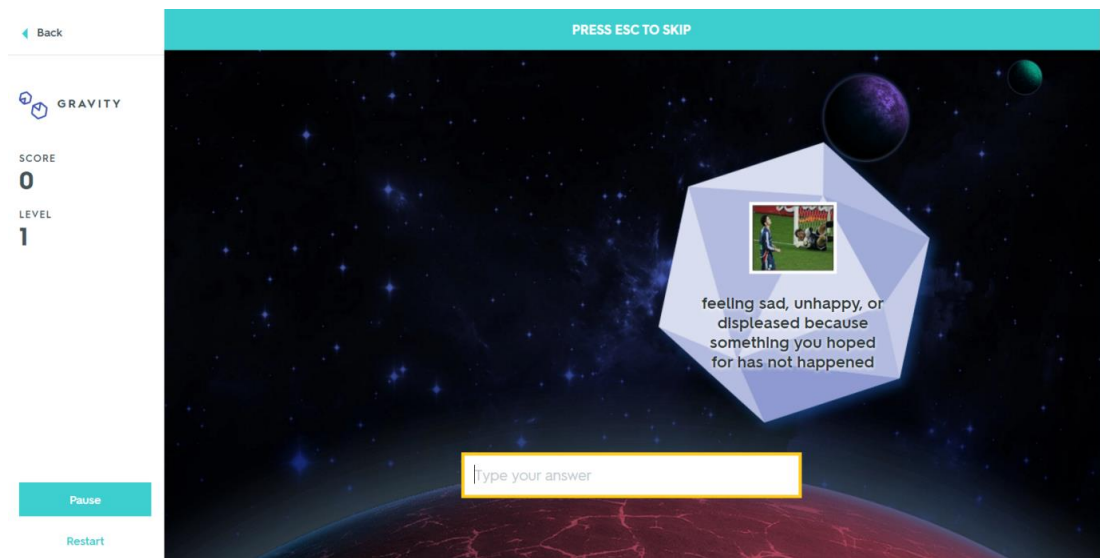 Back
PRESS ESC TO SKIP
GRAVITY
SCORE
0
LEVEL
1
feeling sad, unhappy, or
displeased because
something you hoped
for has not happened
Type your answer
Pause
Restart